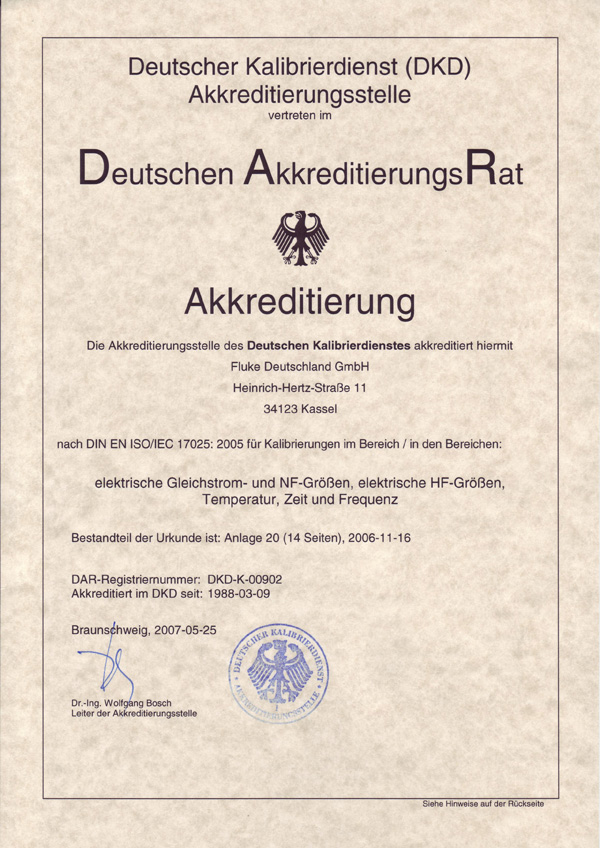 Deutscher Kalibrierdienst (DKD)
Akkreditierungsstelle
vertreten im
Deutschen AkkreditierungsRat
Akkreditierung
Die Akkreditierungsstelle des Deutschen Kalibrierdienstes akkreditiert hiermit
Fluke Deutschland GmbH
Heinrich-Hertz-Straße 11
34123 Kassel
nach DIN EN ISO/IEC 17025: 2005 für Kalibrierungen im Bereich / in den Bereichen:
elektrische Gleichstrom- und NF-Größen, elektrische HF-Größen,
Temperatur, Zeit und Frequenz
Bestandteil der Urkunde ist: Anlage 20 (14 Seiten), 2006-11-16
DAR-Registriernummer: DKD-K-00902
Akkreditiert im DKD seit: 1988-03-09
Braunschweig, 2007-05-25
DEUTSCHER KALIBRIERDIENST
AKKREDITIERUNGSSTELLE
Dr.-Ing. Wolfgang Bosch
Leiter der Akkreditierungsstelle
Siehe Hinweise auf der Rückseite